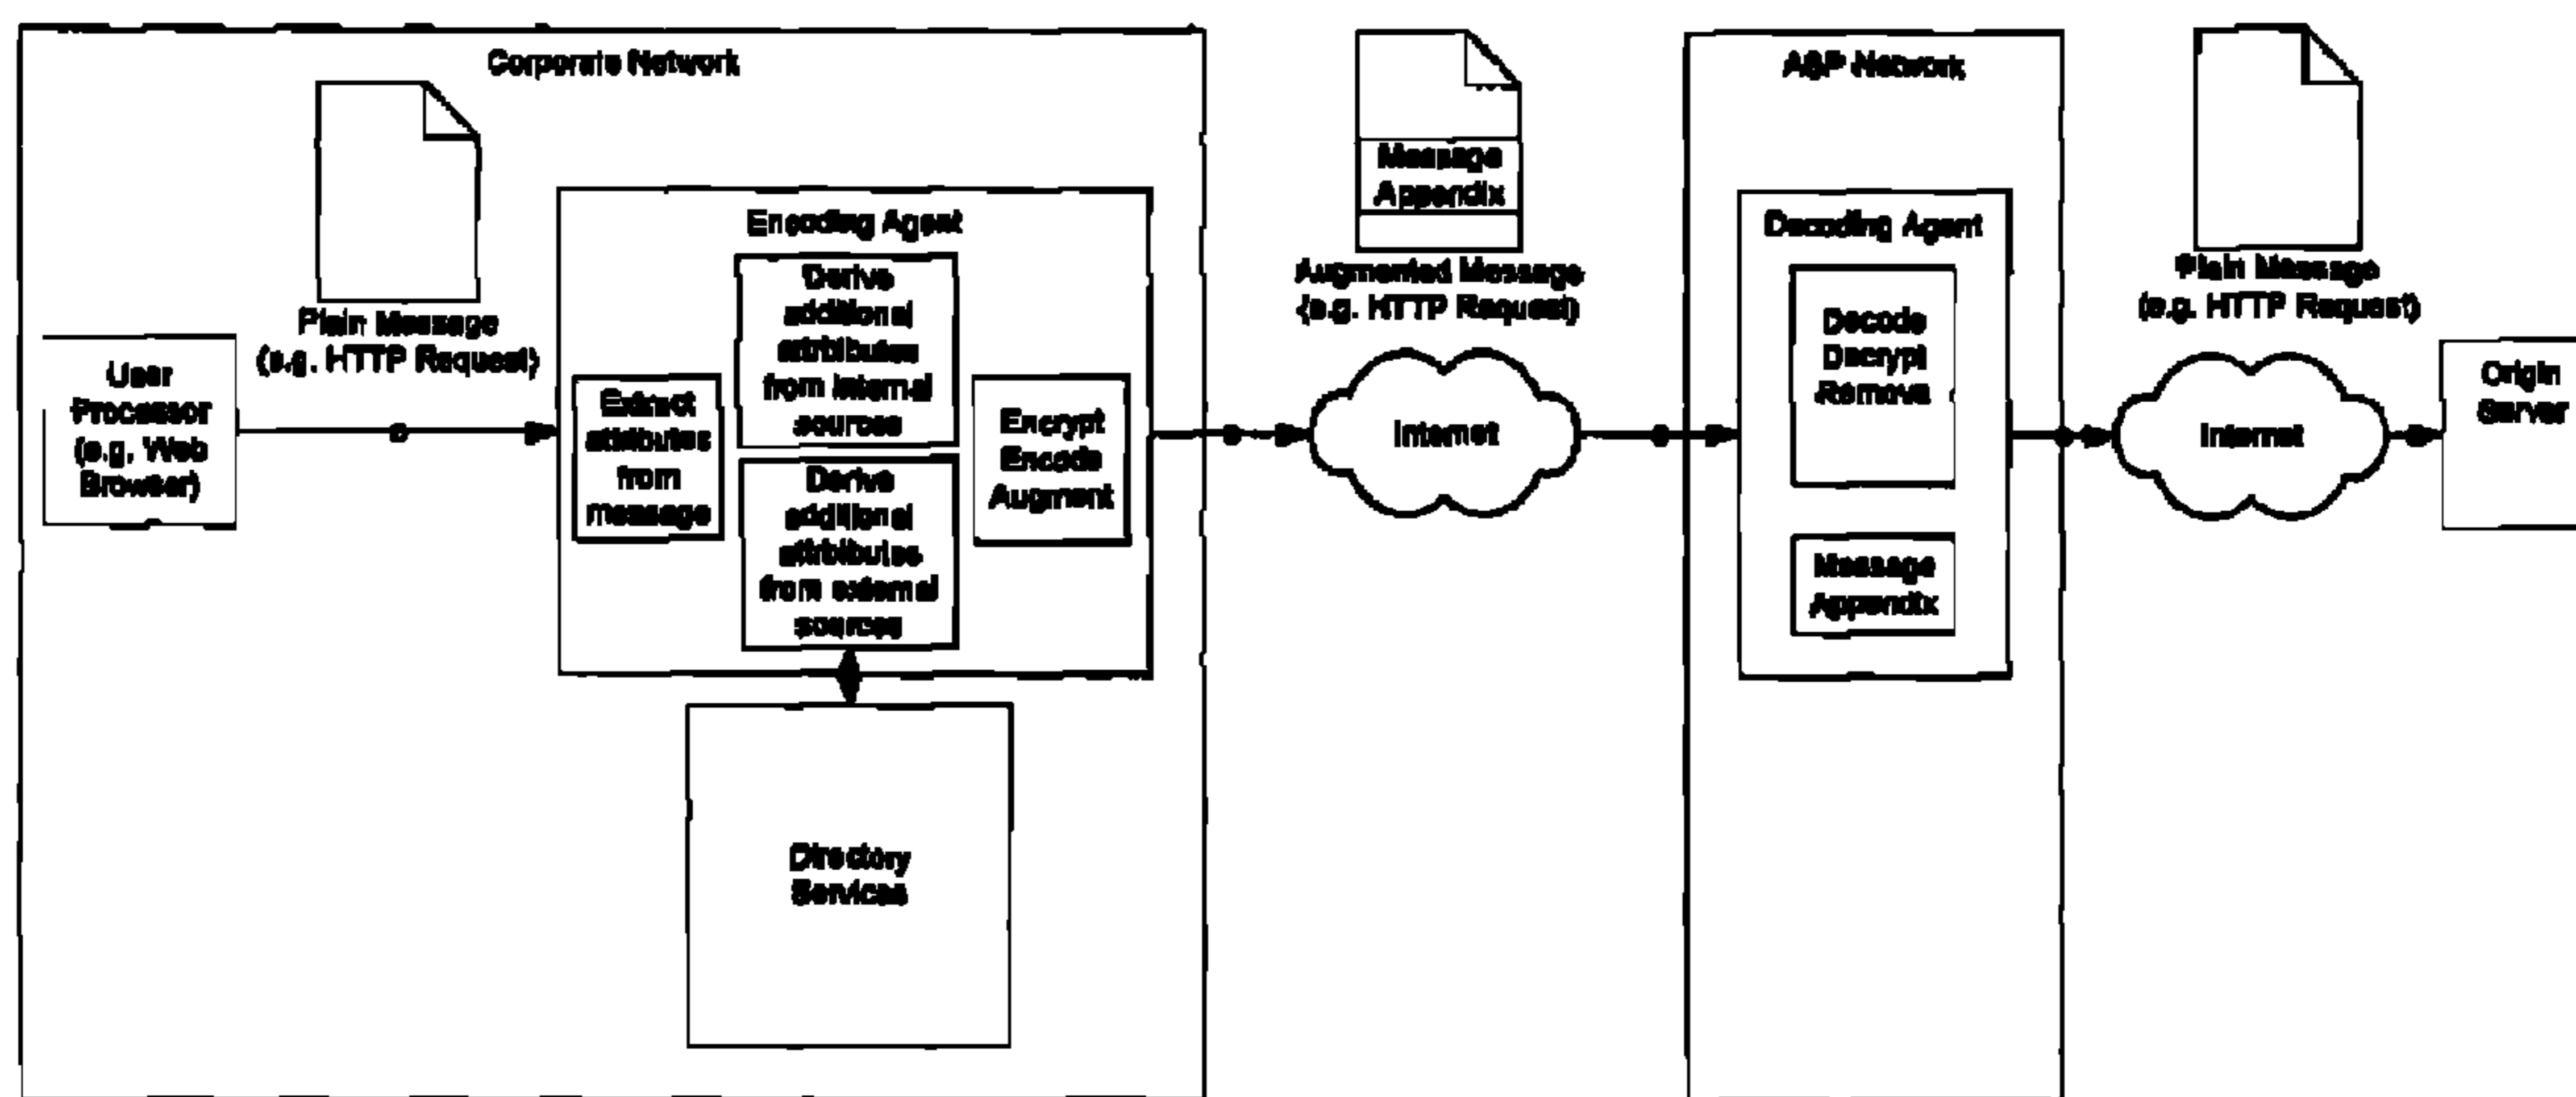 Corporate Network
Plain Message
(e.g. HTTP Request)
User
Processor
(e.g. Web
Browser)
Encoding Agent
Extract
attributes
from
message
Derive
additional
attributes
from internal
sources
Derive
additional
attributes
from external
sources
Encrypt
Encode
Augment
Directory
Services
Message
Appendix
Augmented Message
(e.g. HTTP Request)
Internet
ASP Network
Decoding Agent
Decode
Decrypt
Remove
Message
Appendix
Plain Message
(e.g. HTTP Request)
Internet
Origin
Server